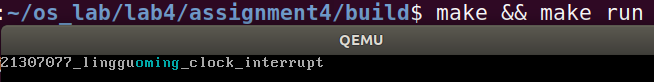 :~/os_lab/lab4/assignment4/build$ make && make run
QEMU
21307077_lingguoming_clock_interrupt